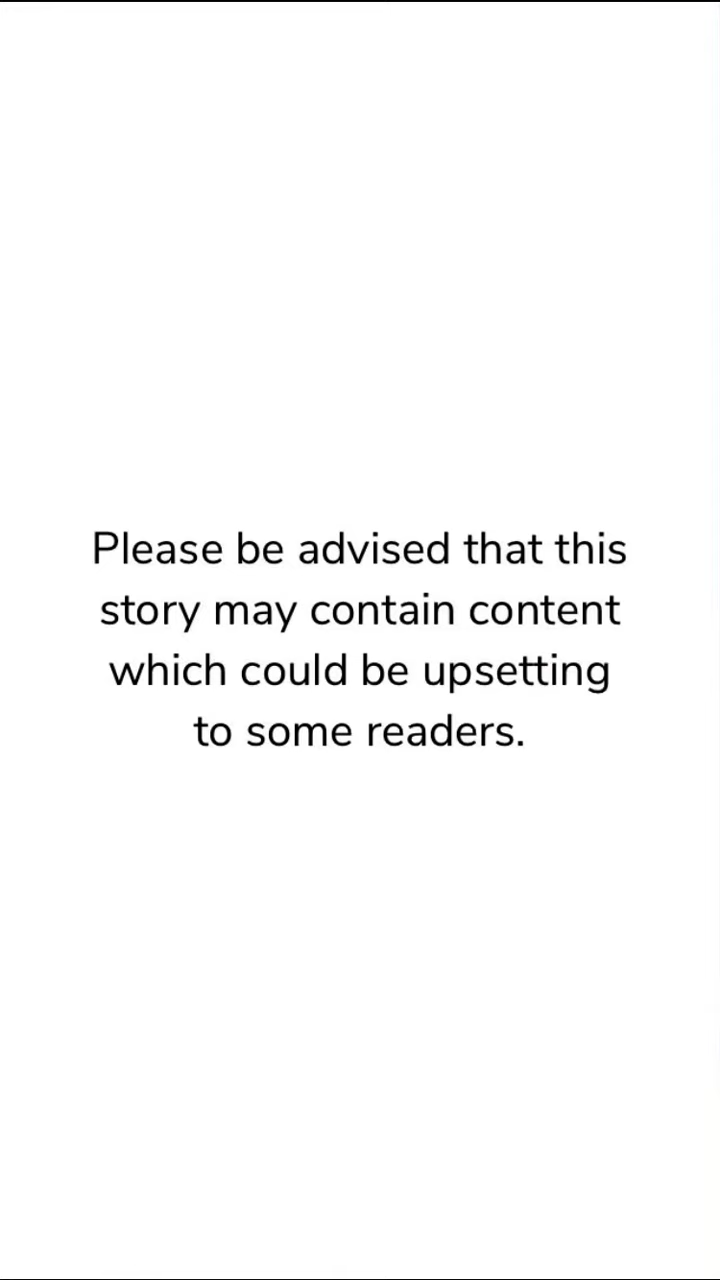 Please be advised that this
story may contain content
which could be upsetting
to some readers.